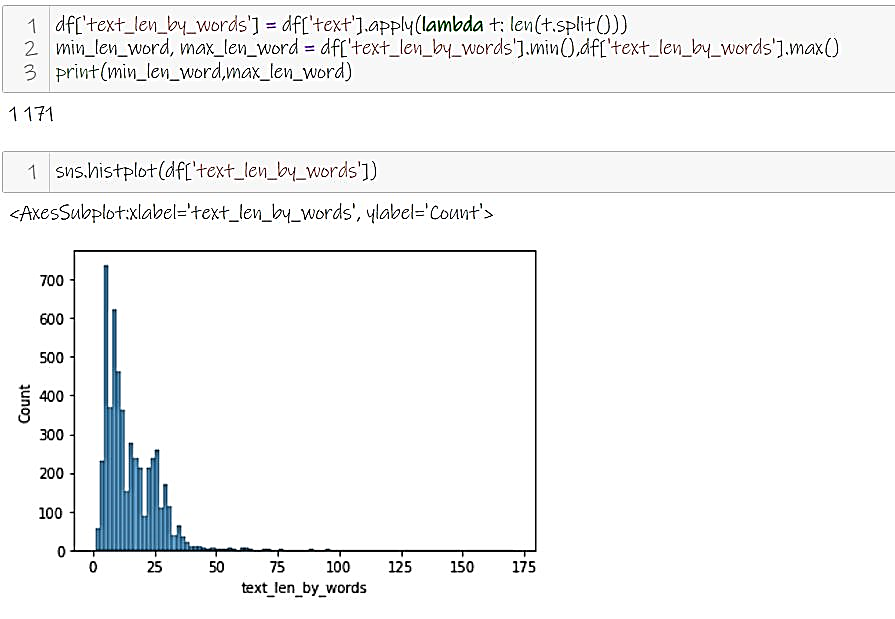 1 df['text_len_by_words'] = df['text'].apply(lambda t: len(t.split()))
2 min_len_word, max_len_word = df['text_len_by_words'].min(),df['text_len_by_words'].max()
3 print(min_len_word,max_len_word)
1 171
1 sns.histplot(df['text_len_by_words'])
<AxesSubplot:xlabel='text_len_by_words', ylabel='Count'>
700
600
500
400
300
200
100
0
Count
0 25 50 75 100 125 150 175
text_len_by_words